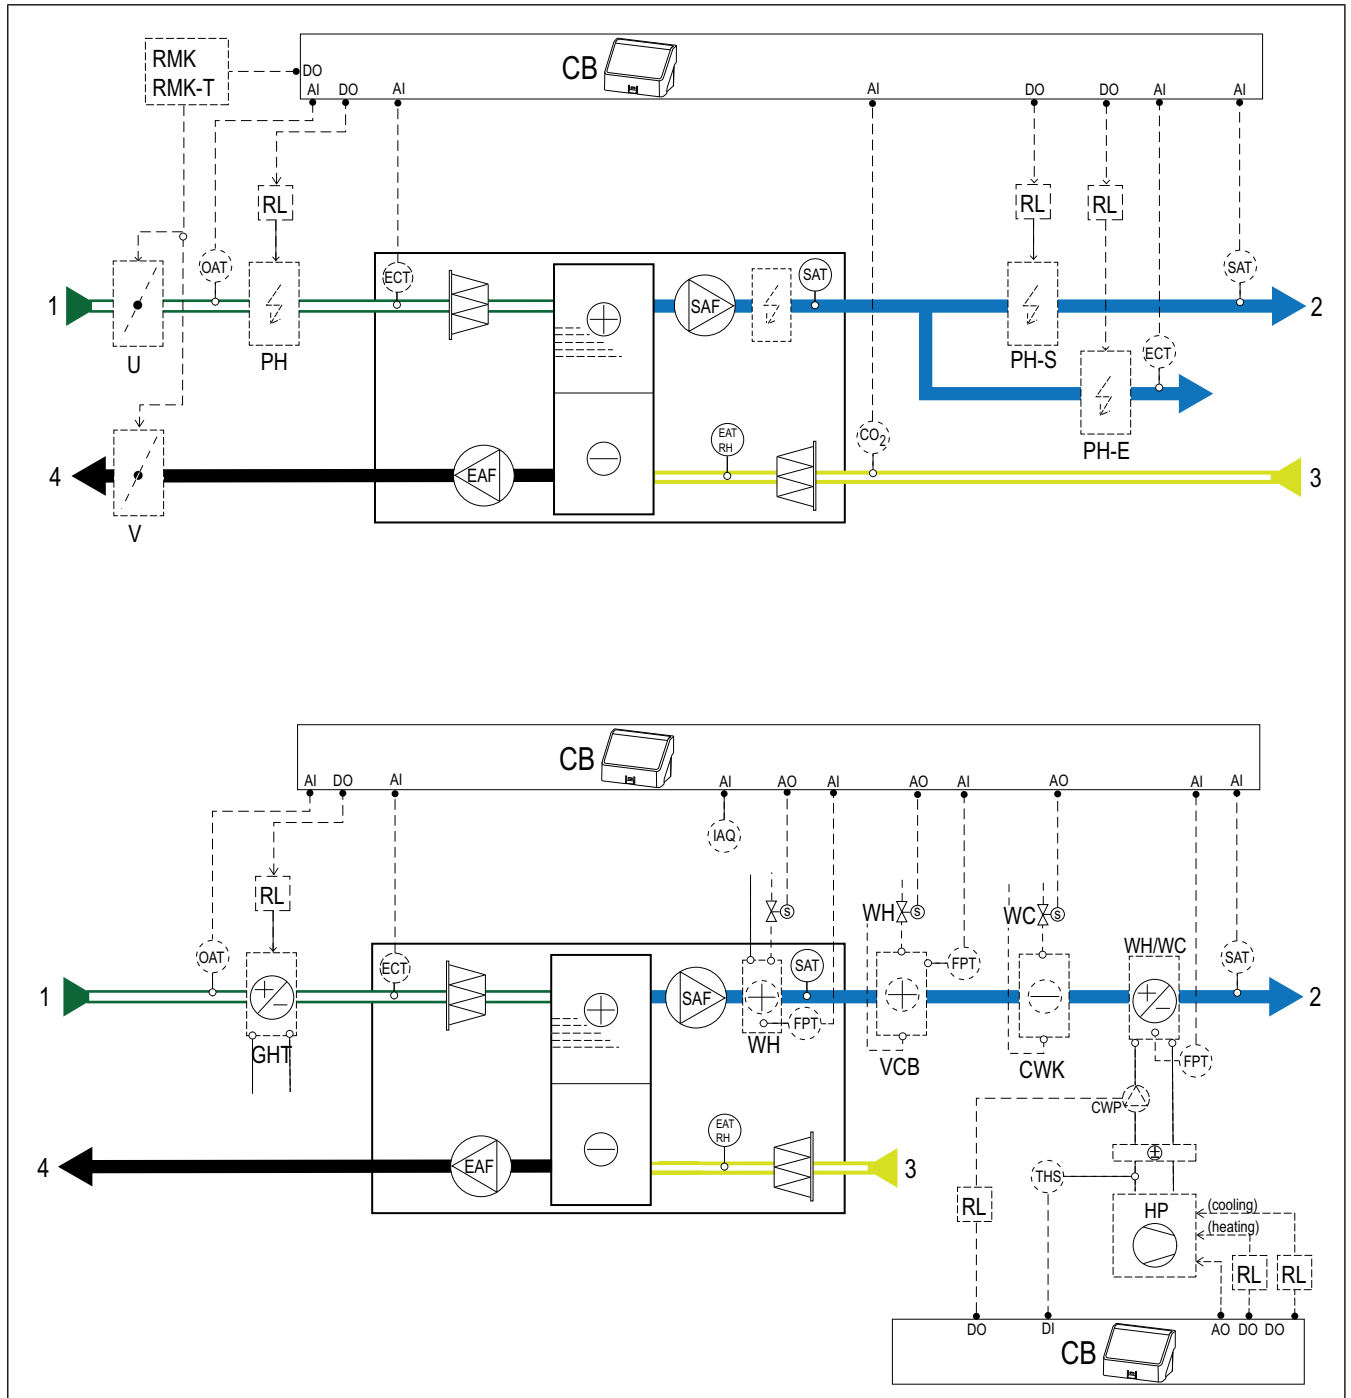 RMK
RMK-T
DO
CB
AI DO AI AI DO DO AI AI
RL RL RL
OAT ECT SAT SAT
1 SAF 2
U PH PH-S ECT
EAT
RH
CO2
PH-E
4 EAF 3
V
CB
AI DO AI AI AO AI AO AI AO AI AI
IAQ
RL S WH S WC S WH/WC
OAT ECT SAT FPT SAT
1 SAF 2
FPT
GHT WH VCB CWK FPT
CWP
EAT
RH
4 EAF 3
THS
RL HP (cooling)
(heating)
RL RL
DO DI AO DO DO
CB